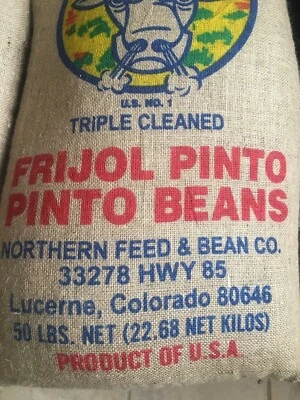 U.S. NO. 1
TRIPLE CLEANED
FRIJOL PINTO
PINTO BEANS
NORTHERN FEED & BEAN CO.
33278 HWY 85
Lucerne, Colorado 80646
50 LBS. NET (22.68 NET KILOS)
PRODUCT OF U.S.A.